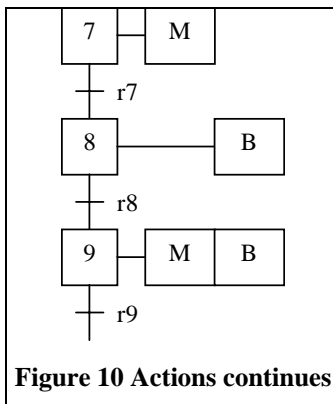 7 M
r7
8 B
r8
9 M B
r9
Figure 10 Actions continues